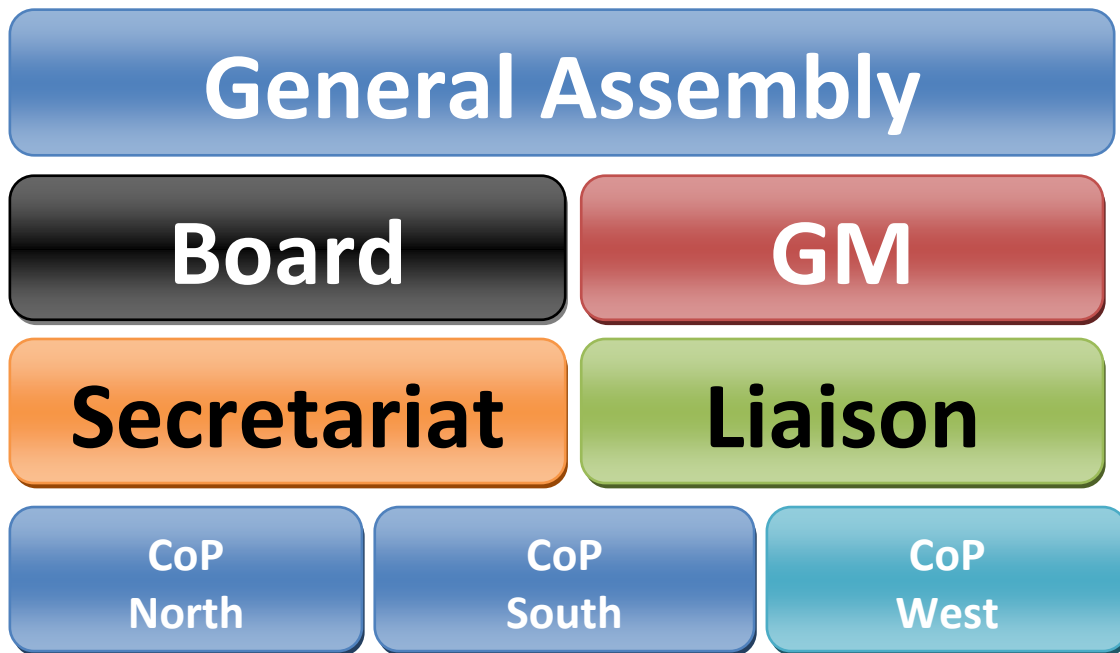 General Assembly
Board
GM
Secretariat
Liaison
CoP
North
CoP
South
CoP
West